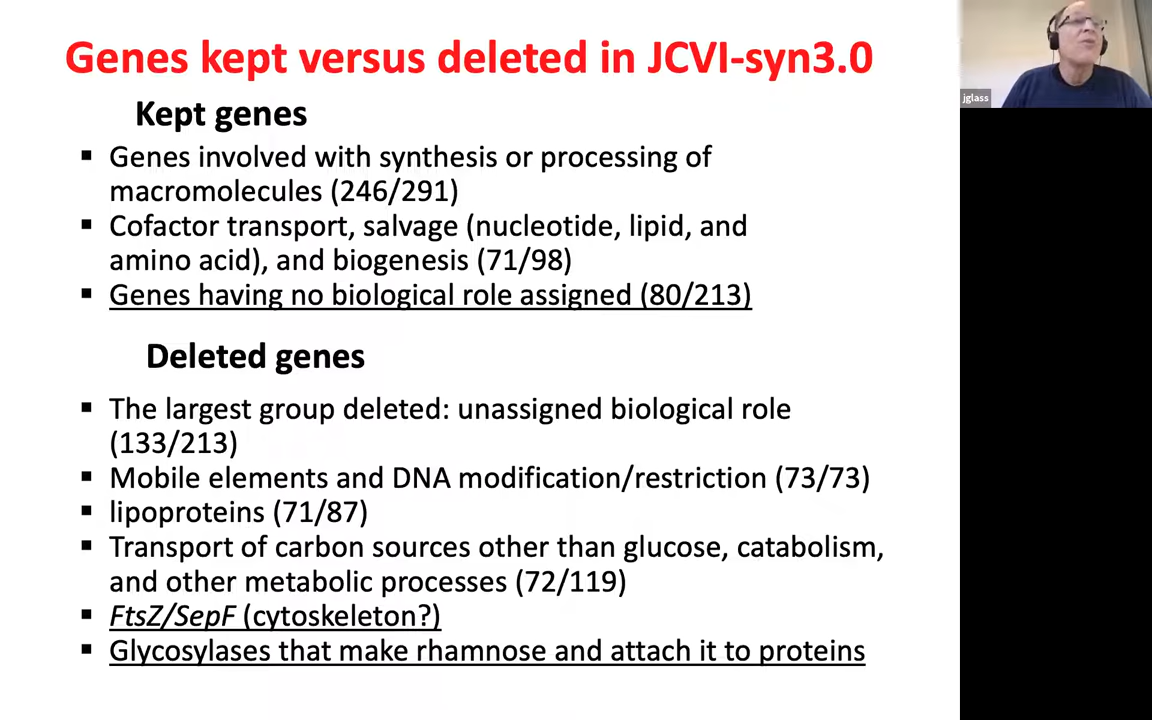 Genes kept versus deleted in JCVI-syn3.0
jglass
Kept genes
▪ Genes involved with synthesis or processing of
macromolecules (246/291)
▪ Cofactor transport, salvage (nucleotide, lipid, and
amino acid), and biogenesis (71/98)
▪ Genes having no biological role assigned (80/213)
Deleted genes
▪ The largest group deleted: unassigned biological role
(133/213)
▪ Mobile elements and DNA modification/restriction (73/73)
▪ lipoproteins (71/87)
▪ Transport of carbon sources other than glucose, catabolism,
and other metabolic processes (72/119)
▪ FtsZ/SepF (cytoskeleton?)
▪ Glycosylases that make rhamnose and attach it to proteins